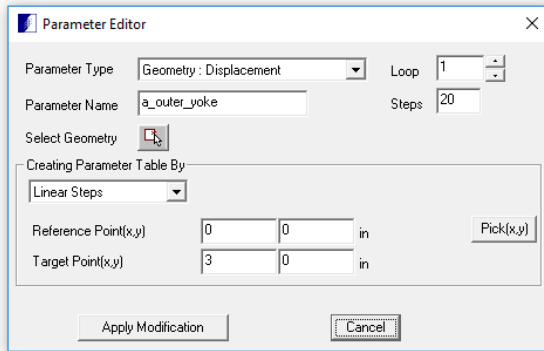 Parameter Editor
Parameter Type Geometry : Displacement Loop 1
Parameter Name a_outer_yoke Steps 20
Select Geometry
Creating Parameter Table By
Linear Steps
Reference Point(x,y) 0 0 in Pick(x,y)
Target Point(x,y) 3 0 in
Apply Modification Cancel